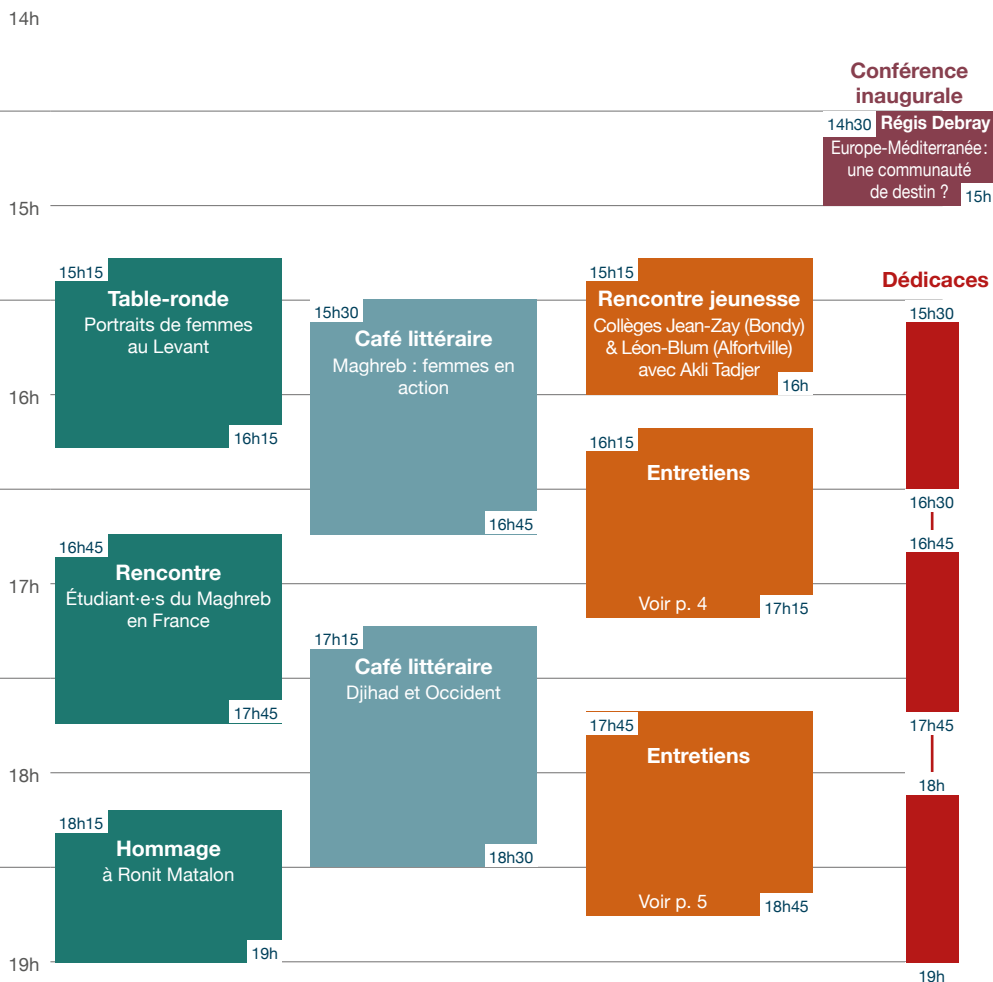 14h
Conférence
inaugurale
14h30 Régis Debray
Europe-Méditerranée :
une communauté
de destin ?
15h
15h
15h15
Table-ronde
Portraits de femmes
au Levant
16h15
15h30
Café littéraire
Maghreb : femmes en
action
16h45
15h15
Rencontre jeunesse
Collèges Jean-Zay (Bondy)
& Léon-Blum (Alfortville)
avec Akli Tadjer
16h
Dédicaces
15h30
16h30
16h
16h15
Entretiens
Voir p. 4
17h15
16h45
17h45
16h45
Rencontre
Étudiant·e·s du Maghreb
en France
17h45
17h
17h15
Café littéraire
Djihad et Occident
18h30
17h45
Entretiens
Voir p. 5
18h45
18h
18h
19h
18h15
Hommage
à Ronit Matalon
19h
19h